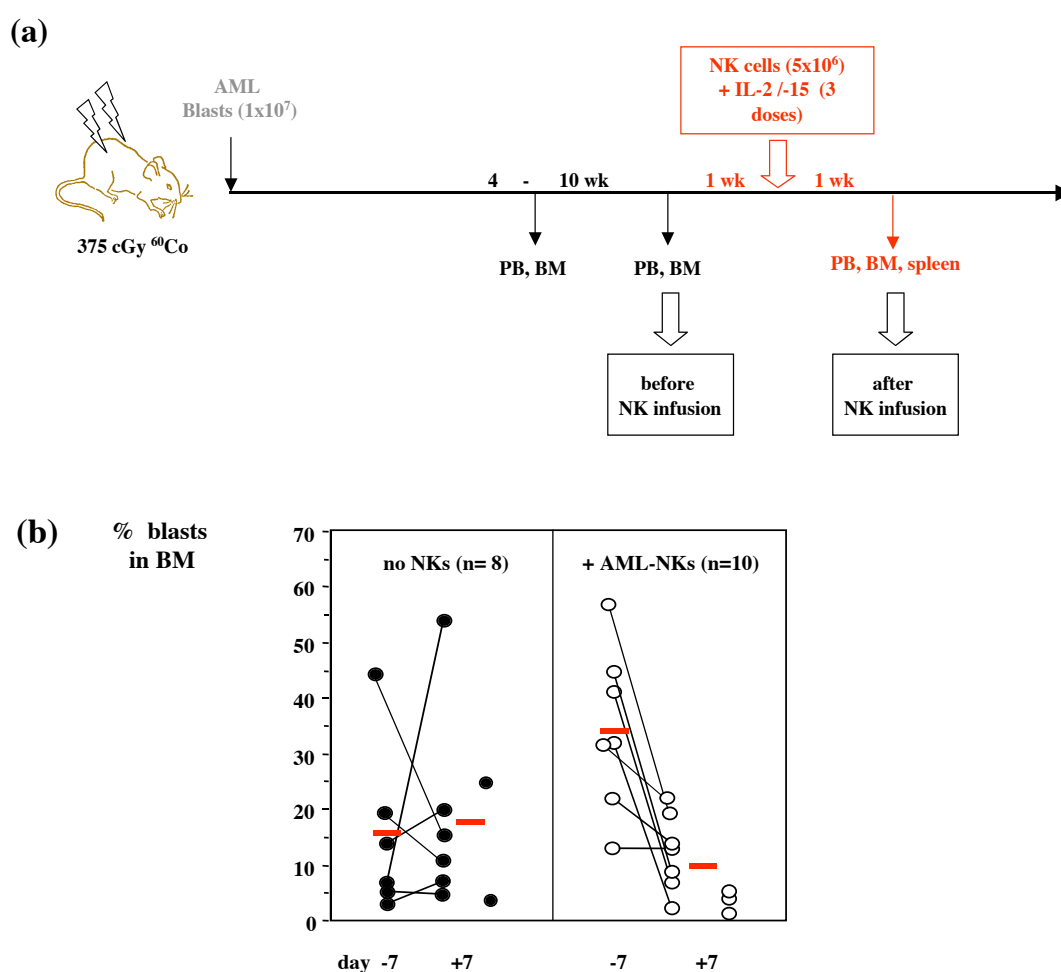 (a)
AML
Blasts (1x10⁷)
NK cells (5x10⁶)
+ IL-2 /-15 (3
doses)
4 - 10 wk
1 wk
1 wk
375 cGy ⁶⁰Co
PB, BM
PB, BM
PB, BM, spleen
before
NK infusion
after
NK infusion
(b)
% blasts
in BM
70
60
50
40
30
20
10
0
no NKs (n= 8)
+ AML-NKs (n=10)
day -7 +7 -7 +7